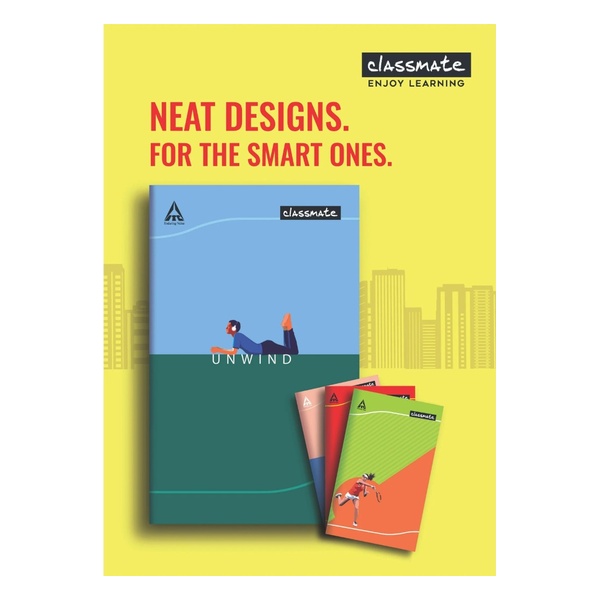 classmate
ENJOY LEARNING
NEAT DESIGNS.
FOR THE SMART ONES.
classmate
UNWIND
classmate